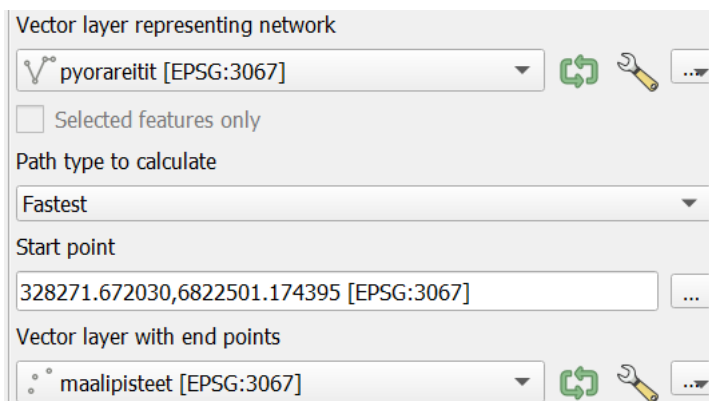 Vector layer representing network
pyorareitit [EPSG:3067]
...
Selected features only
Path type to calculate
Fastest
Start point
328271.672030,6822501.174395 [EPSG:3067]
...
Vector layer with end points
maalipisteet [EPSG:3067]
...